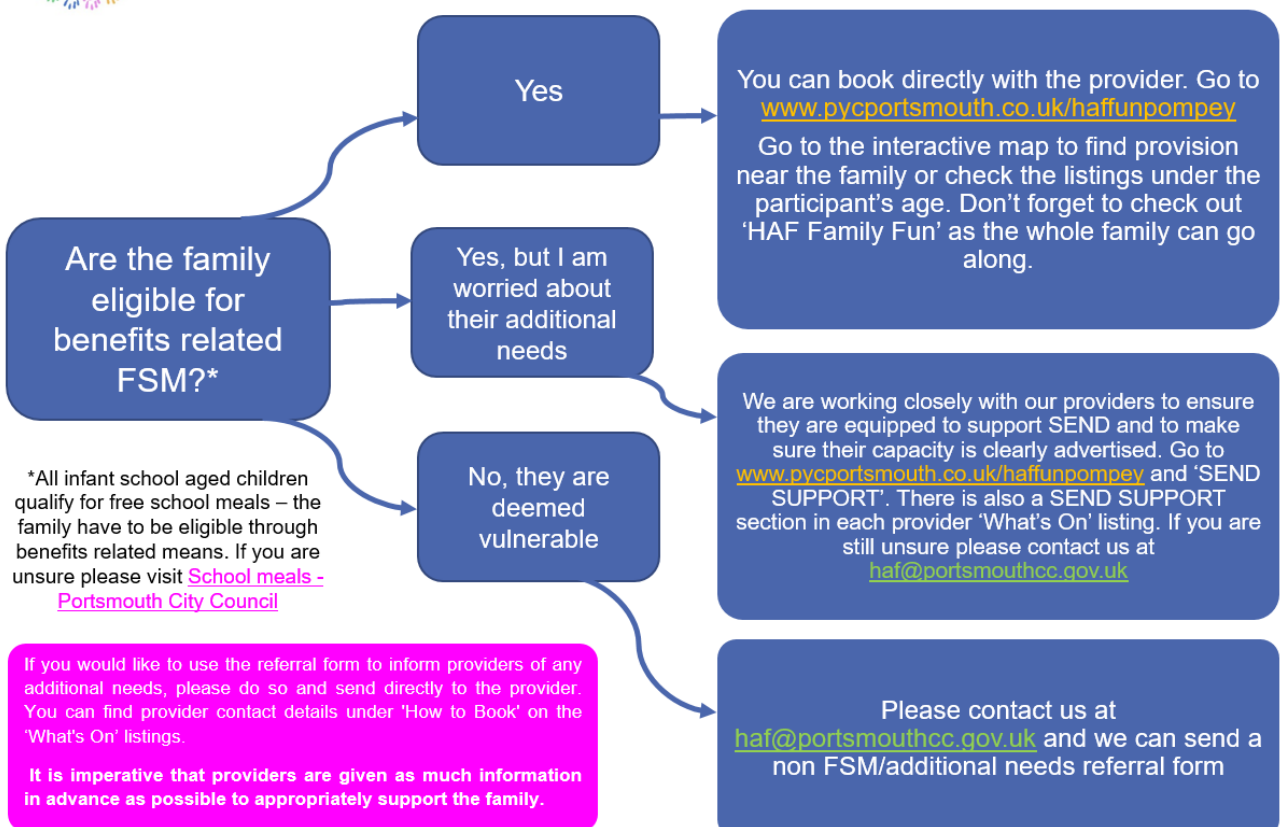 Yes
You can book directly with the provider. Go to
www.pycportsmouth.co.uk/haffunpompey
Go to the interactive map to find provision
near the family or check the listings under the
participant's age. Don't forget to check out
‘HAF Family Fun’ as the whole family can go
along.
Are the family
eligible for
benefits related
FSM?*
Yes, but I am
worried about
their additional
needs
We are working closely with our providers to ensure
they are equipped to support SEND and to make
sure their capacity is clearly advertised. Go to
www.pycportsmouth.co.uk/haffunpompey and ‘SEND
SUPPORT’. There is also a SEND SUPPORT
section in each provider ‘What's On’ listing. If you are
still unsure please contact us at
haf@portsmouthcc.gov.uk
No, they are
deemed
vulnerable
*All infant school aged children
qualify for free school meals – the
family have to be eligible through
benefits related means. If you are
unsure please visit School meals -
Portsmouth City Council
If you would like to use the referral form to inform providers of any
additional needs, please do so and send directly to the provider.
You can find provider contact details under 'How to Book' on the
‘What's On’ listings.
It is imperative that providers are given as much information
in advance as possible to appropriately support the family.
Please contact us at
haf@portsmouthcc.gov.uk and we can send a
non FSM/additional needs referral form